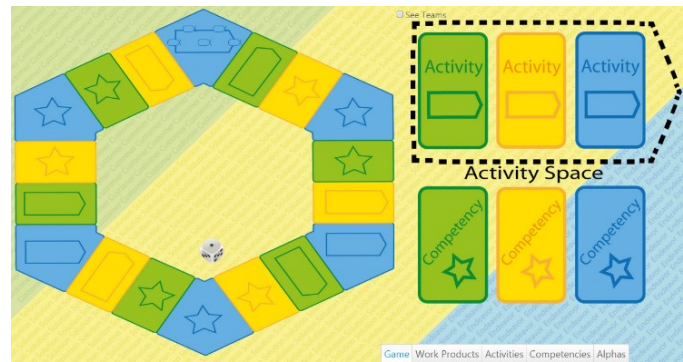 See Teams
Activity Activity Activity
Activity Space
Competency Competency Competency
Game Work Products Activities Competencies Alphas